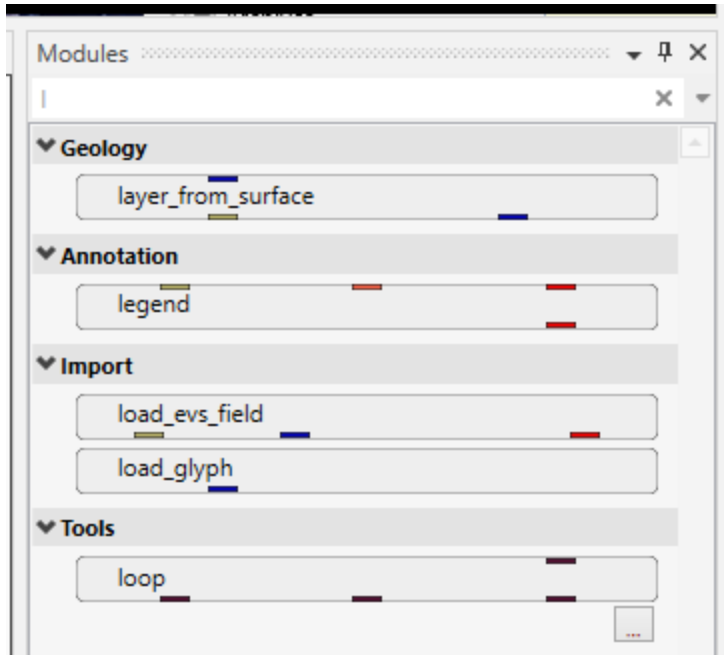 Modules
l
Geology
layer_from_surface
Annotation
legend
Import
load_evs_field
load_glyph
Tools
loop
...